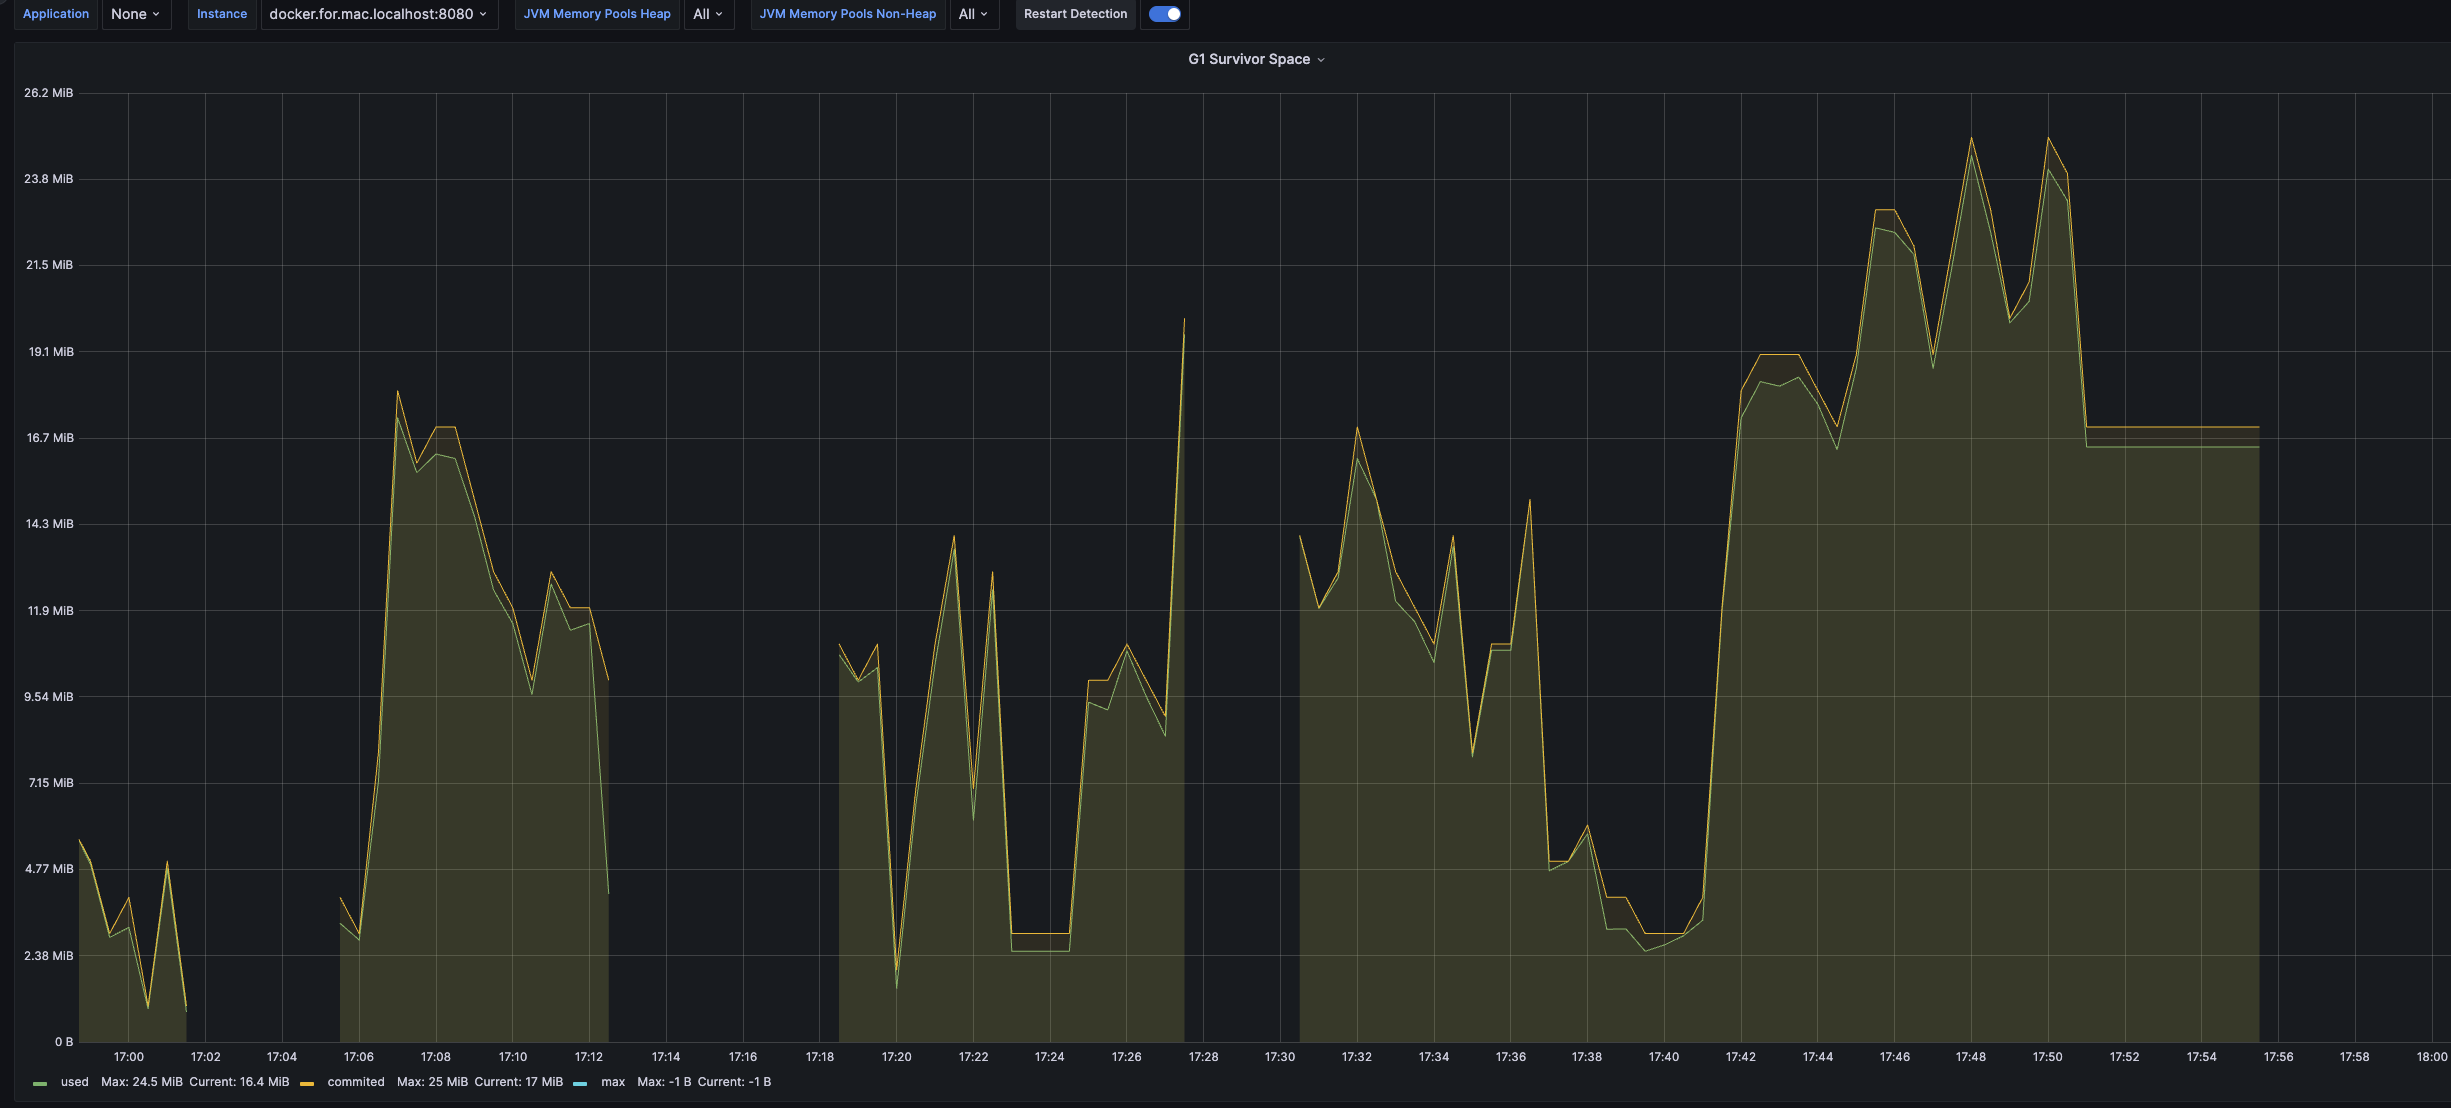 Application None Instance docker.for.mac.localhost:8080 JVM Memory Pools Heap All JVM Memory Pools Non-Heap All Restart Detection
G1 Survivor Space
26.2 MiB
23.8 MiB
21.5 MiB
19.1 MiB
16.7 MiB
14.3 MiB
11.9 MiB
9.54 MiB
7.15 MiB
4.77 MiB
2.38 MiB
0 B
17:00 17:02 17:04 17:06 17:08 17:10 17:12 17:14 17:16 17:18 17:20 17:22 17:24 17:26 17:28 17:30 17:32 17:34 17:36 17:38 17:40 17:42 17:44 17:46 17:48 17:50 17:52 17:54 17:56 17:58 18:00
used Max: 24.5 MiB Current: 16.4 MiB commited Max: 25 MiB Current: 17 MiB max Max: -1 B Current: -1 B